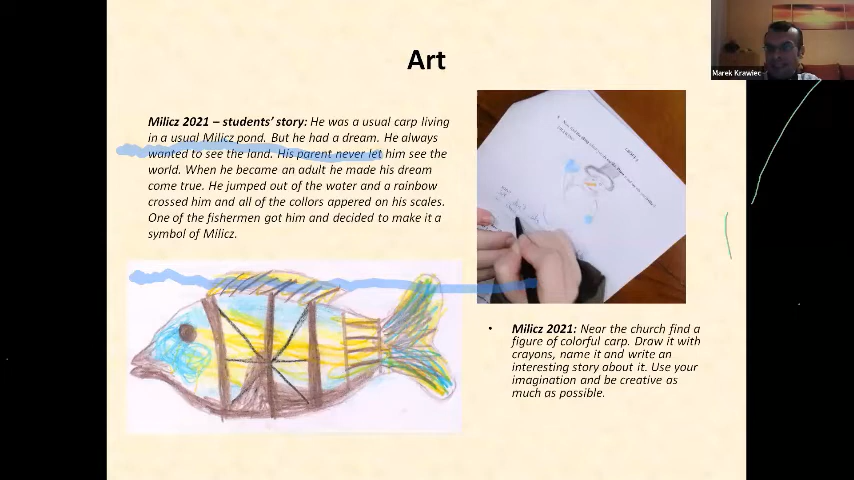 Art
Marek Krawiec
Milicz 2021 – students' story: He was a usual carp living
in a usual Milicz pond. But he had a dream. He always
wanted to see the land. His parent never let him see the
world. When he became an adult he made his dream
come true. He jumped out of the water and a rainbow
crossed him and all of the collors appered on his scales.
One of the fishermen got him and decided to make it a
symbol of Milicz.
• Milicz 2021: Near the church find a
figure of colorful carp. Draw it with
crayons, name it and write an
interesting story about it. Use your
imagination and be creative as
much as possible.